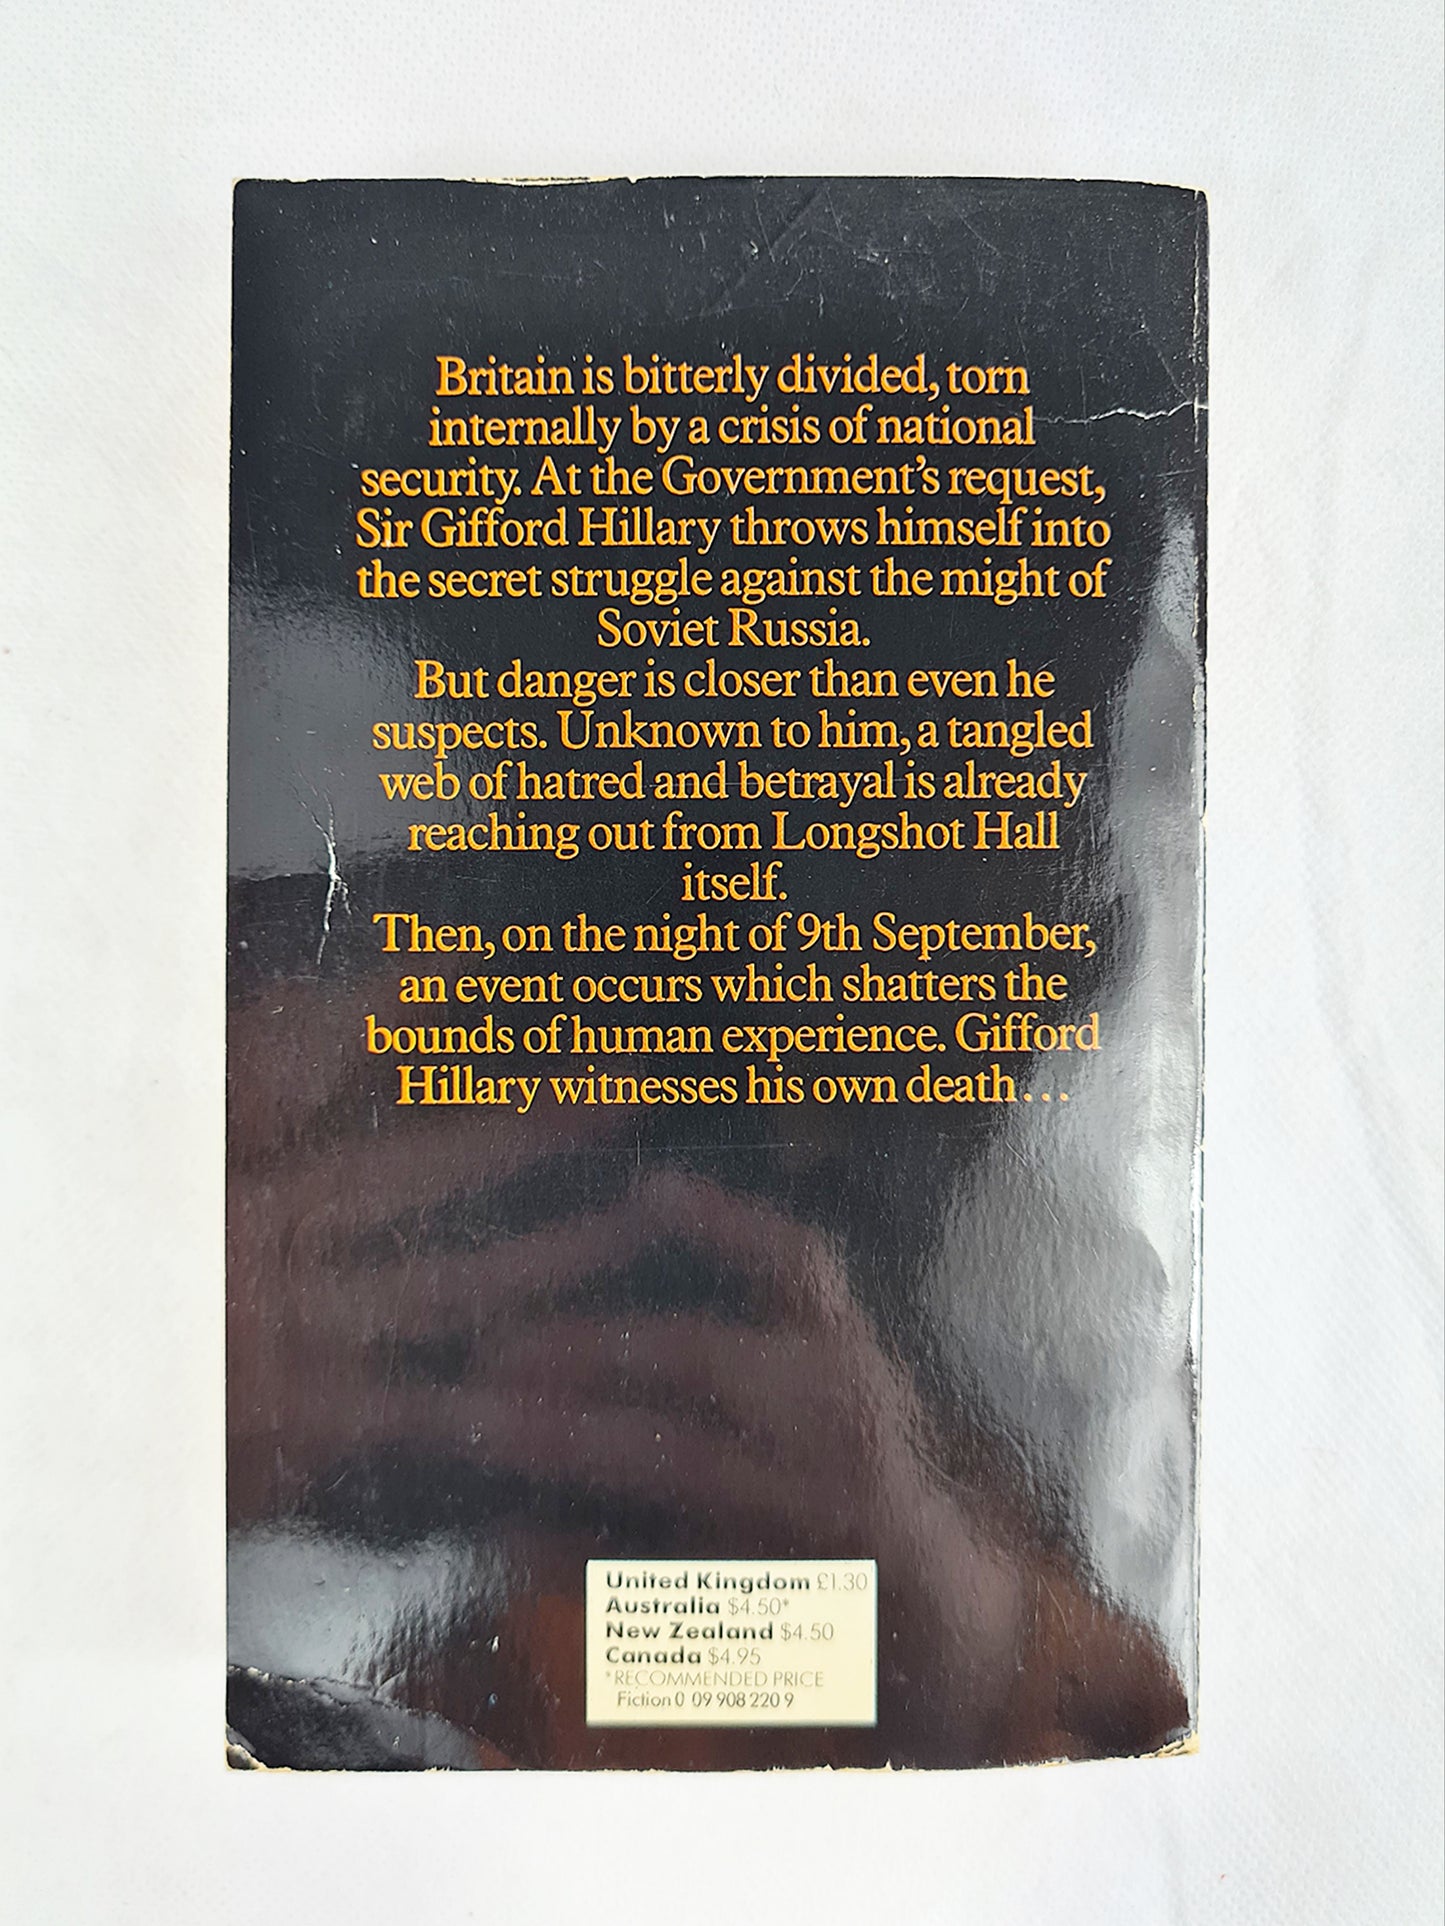 Britain is bitterly divided, torn
internally by a crisis of national
security. At the Government's request,
Sir Gifford Hillary throws himself into
the secret struggle against the might of
Soviet Russia.
But danger is closer than even he
suspects. Unknown to him, a tangled
web of hatred and betrayal is already
reaching out from Longshot Hall
itself.
Then, on the night of 9th September,
an event occurs which shatters the
bounds of human experience. Gifford
Hillary witnesses his own death...
United Kingdom £1.30
Australia $4.50*
New Zealand $4.50
Canada $4.95
*RECOMMENDED PRICE
Fiction 0 09 908 220 9